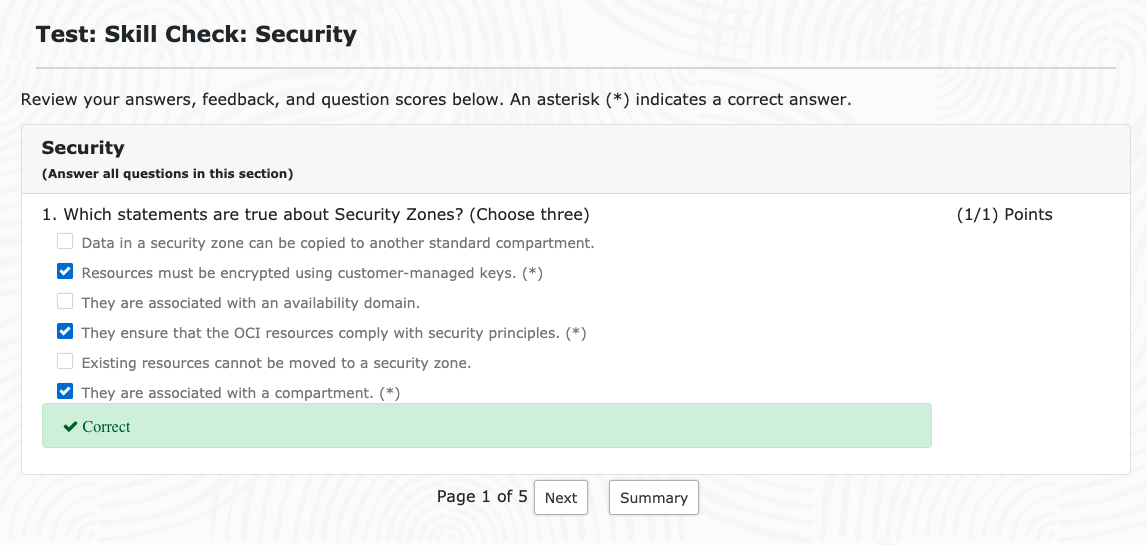 Test: Skill Check: Security
Review your answers, feedback, and question scores below. An asterisk (*) indicates a correct answer.
Security
(Answer all questions in this section)
1. Which statements are true about Security Zones? (Choose three) (1/1) Points
Data in a security zone can be copied to another standard compartment.
Resources must be encrypted using customer-managed keys. (*)
They are associated with an availability domain.
They ensure that the OCI resources comply with security principles. (*)
Existing resources cannot be moved to a security zone.
They are associated with a compartment. (*)
Correct
Page 1 of 5 Next Summary